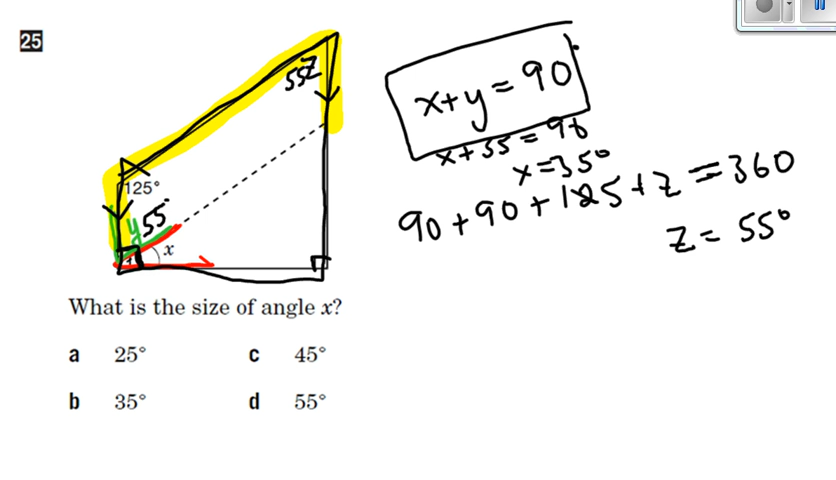 25
55 z
125°
y 55°
x
x+y = 90°
x+55 = 90
x=35°
90+90+125+z=360
z = 55°
What is the size of angle x?
a 25° c 45°
b 35° d 55°